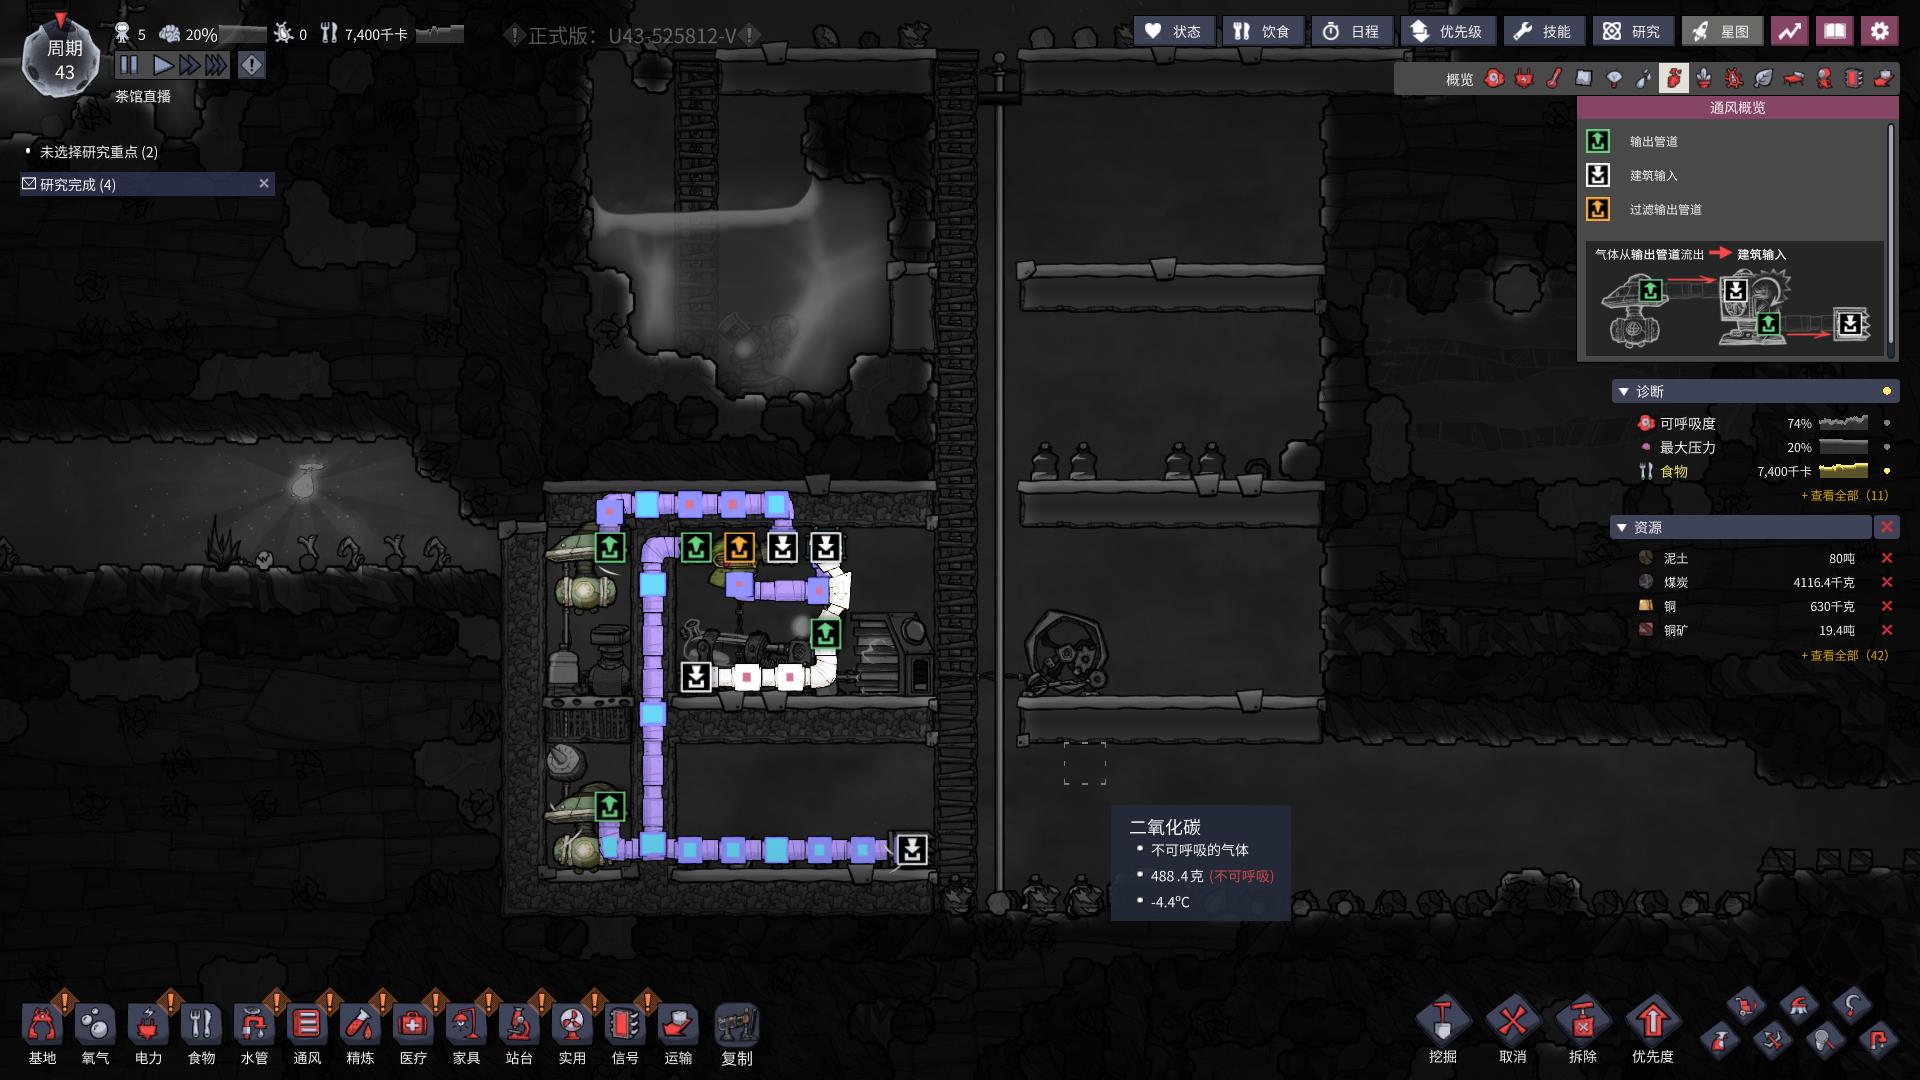 周期
43
5
20%
0
7,400千卡
茶馆直播
未选择研究重点 (2)
研究完成 (4)
正式版：U43-525812-V
状态
饮食
日程
优先级
技能
研究
星图
概览
通风概览
输出管道
建筑输入
过滤输出管道
气体从输出管道流出
建筑输入
诊断
可呼吸度 74%
最大压力 20%
食物 7,400千卡
+ 查看全部 (11)
资源
泥土 80吨
煤炭 4116.4千克
铜 630千克
铜矿 19.4吨
+ 查看全部 (42)
二氧化碳
不可呼吸的气体
488.4克 (不可呼吸)
-4.4ºC
基地
氧气
电力
食物
水管
通风
精炼
医疗
家具
站台
实用
信号
运输
复制
挖掘
取消
拆除
优先度